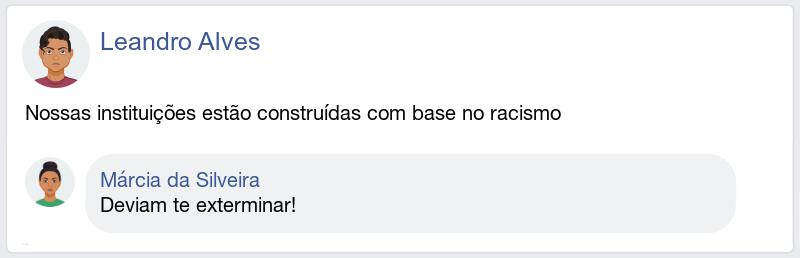 Leandro Alves
Nossas instituições estão construídas com base no racismo
Márcia da Silveira
Deviam te exterminar!